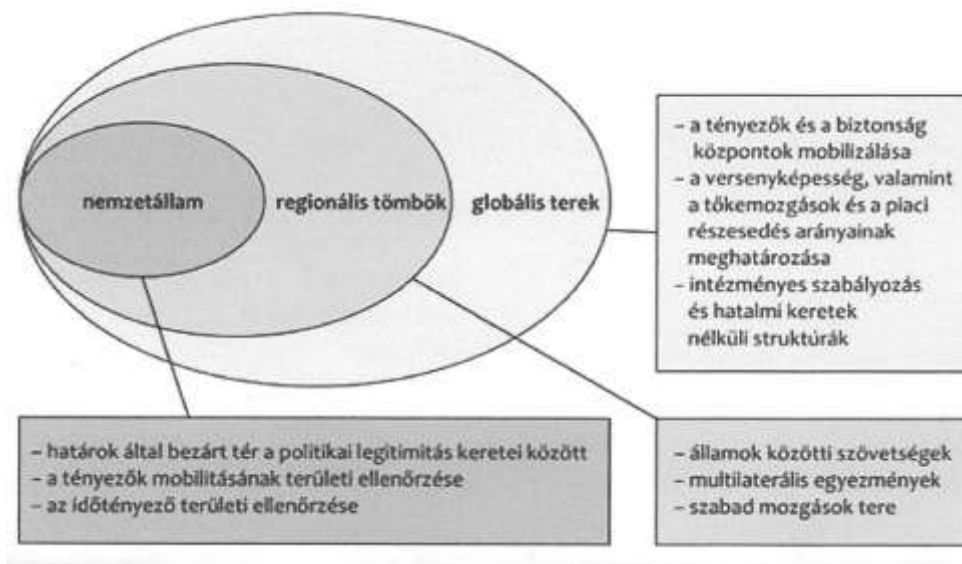 nemzetállam
regionális tömbök
globális terek
– a tényezők és a biztonság
központok mobilizálása
– a versenyképesség, valamint
a tőkemozgások és a piaci
részesedés arányainak
meghatározása
– intézményes szabályozás
és hatalmi keretek
nélküli struktúrák
– határok által bezárt tér a politikai legitimitás keretei között
– a tényezők mobilitásának területi ellenőrzése
– az időtényező területi ellenőrzése
– államok közötti szövetségek
– multilaterális egyezmények
– szabad mozgások tere